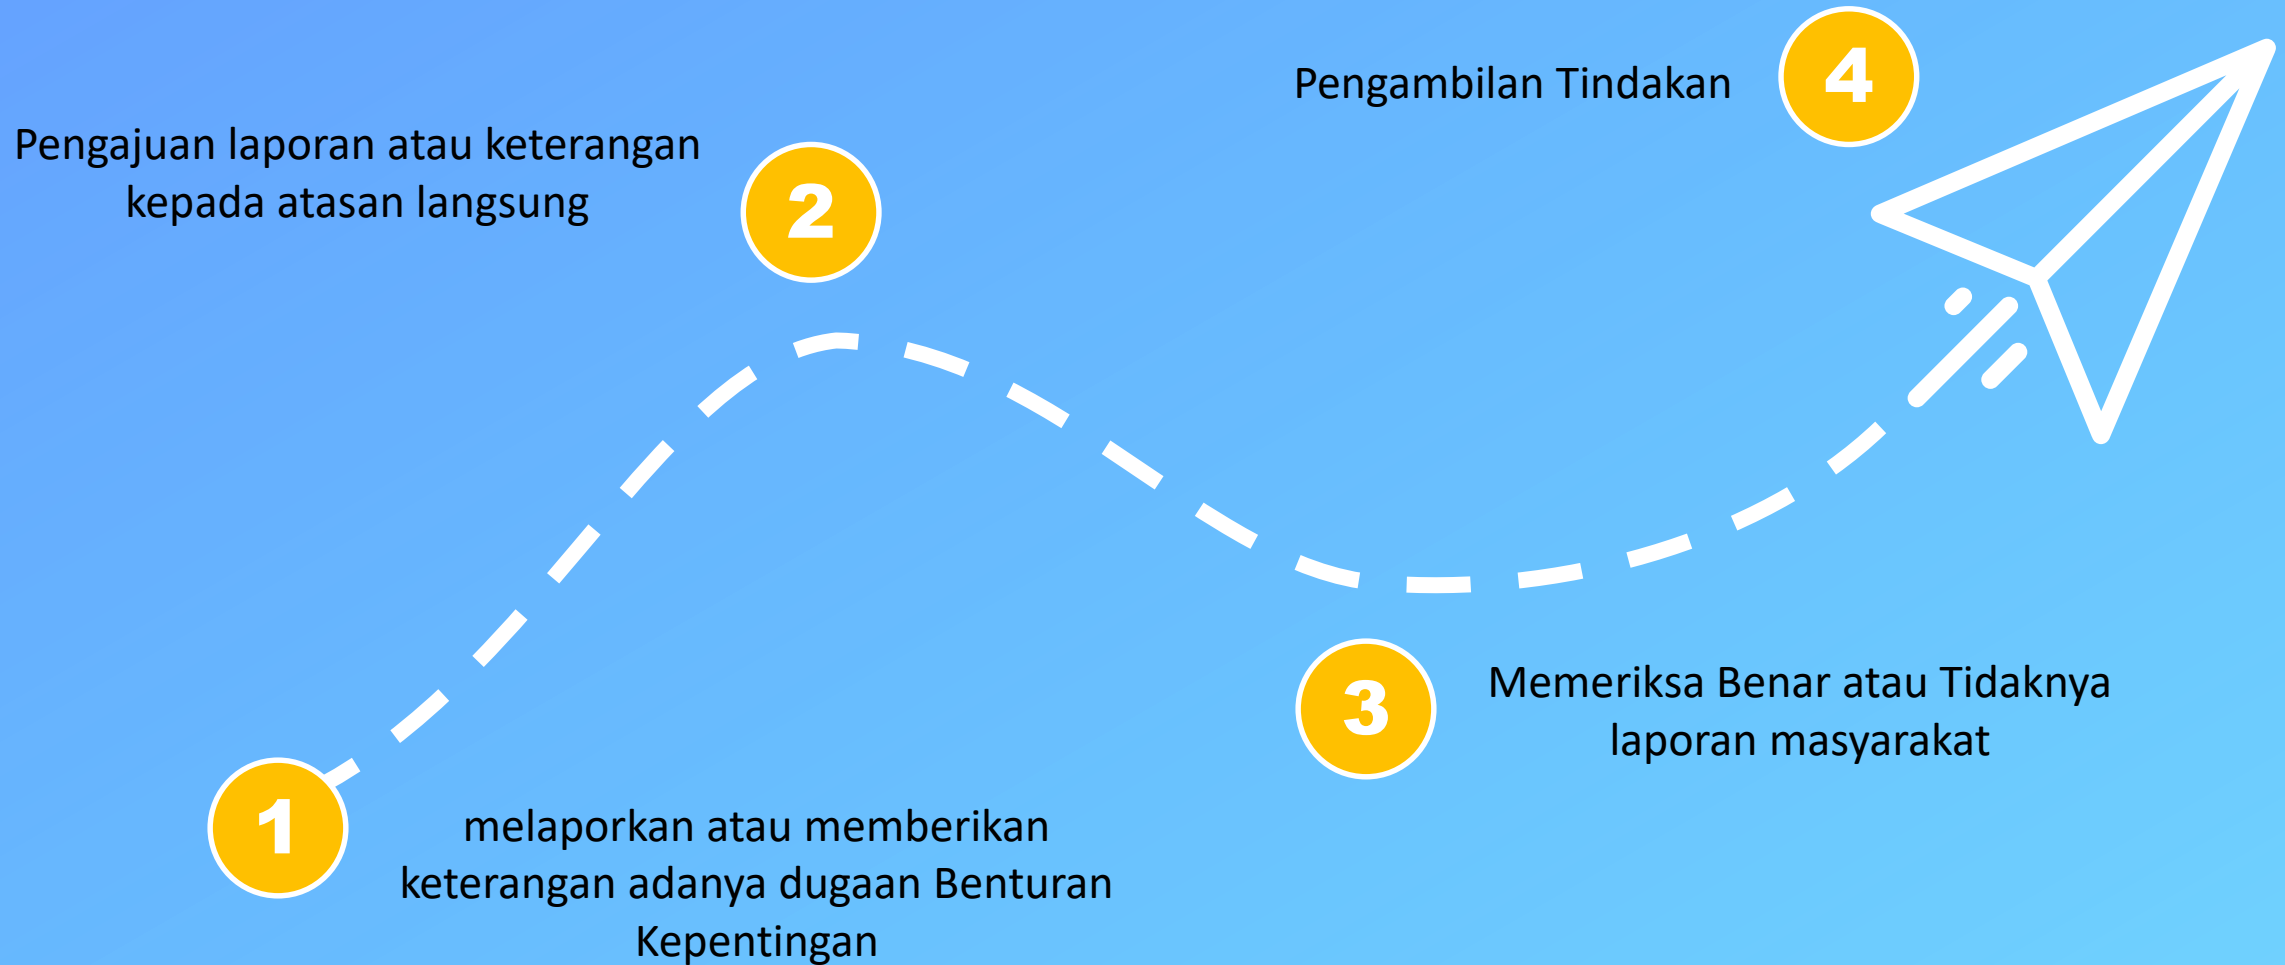 1
melaporkan atau memberikan
keterangan adanya dugaan Benturan
Kepentingan
2
Pengajuan laporan atau keterangan
kepada atasan langsung
3
Memeriksa Benar atau Tidaknya
laporan masyarakat
4
Pengambilan Tindakan